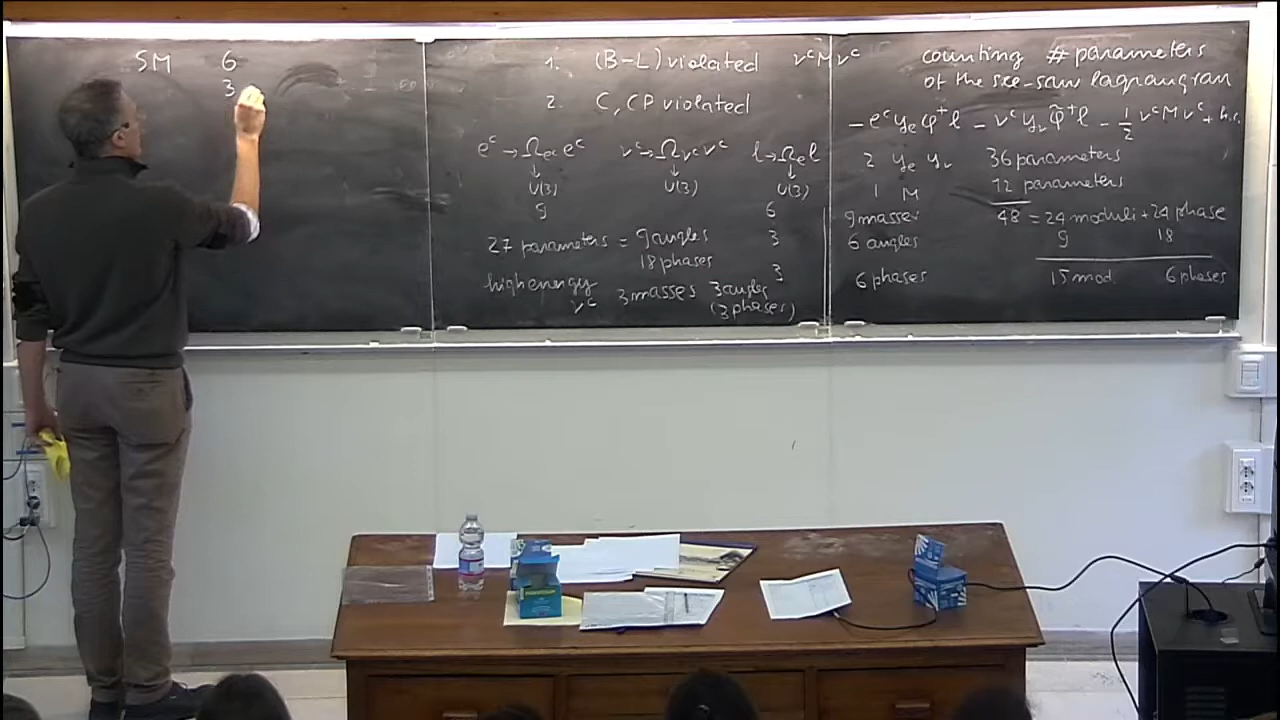 SM 6
3
1. (B-L) violated νᶜMνᶜ
2. C, CP violated
eᶜ → Ω_eᶜ eᶜ νᶜ → Ω_νᶜ νᶜ l → Ω_e l
↓ ↓ ↓
U(3) U(3) U(3)
9 6
27 parameters = 9 angles 3
18 phases
3
high energy νᶜ 3 masses 3 angles
(3 phases)
counting # parameters
of the see-saw lagrangian
- eᶜ y_e φ⁺ l - νᶜ y_ν φ̃⁺ l - 1/2 νᶜ M νᶜ + h.c.
2 y_e y_ν 36 parameters
1 M 12 parameters
9 masses 48 = 24 moduli + 24 phase
6 angles 9 18
6 phases 15 mod. 6 phases